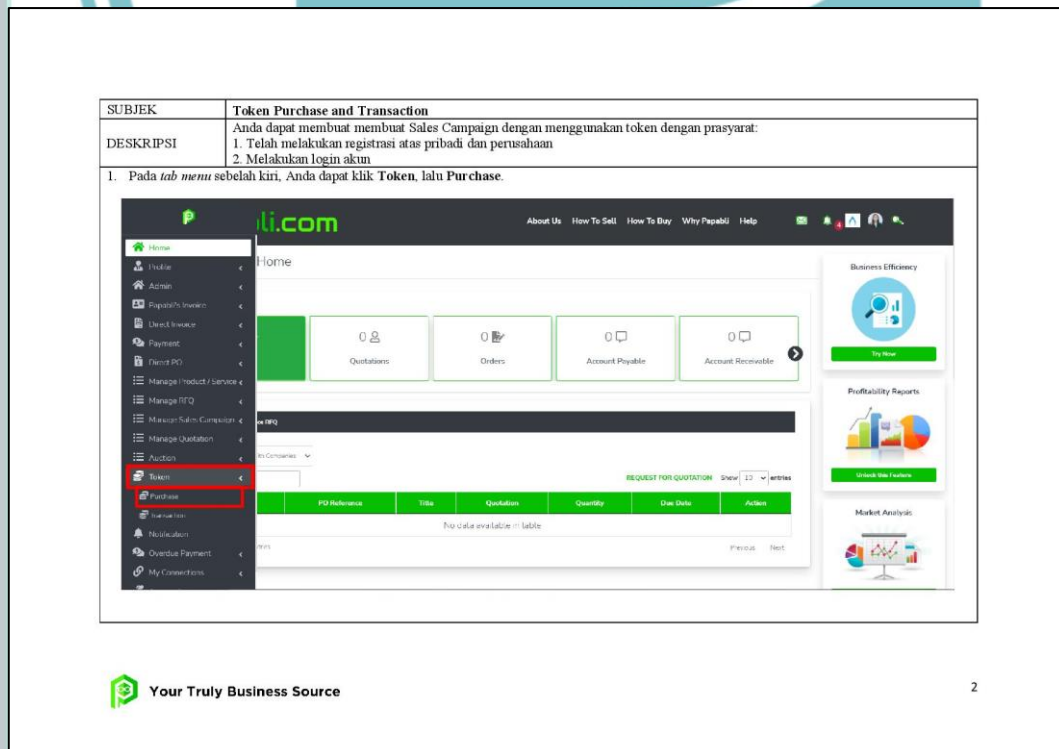 SUBJEK Token Purchase and Transaction
DESKRIPSI Anda dapat membuat membuat Sales Campaign dengan menggunakan token dengan prasyarat:
1. Telah melakukan registrasi atas pribadi dan perusahaan
2. Melakukan login akun
1. Pada tab menu sebelah kiri, Anda dapat klik Token, lalu Purchase.
li.com
About Us How To Sell How To Buy Why Papabli Help
4
Home
Profile
Admin
Papabli's Invoice
Direct Invoice
Payment
Direct PO
Manage Product / Service
Manage RFQ
Manage Sales Campaign
Manage Quotation
Auction
Token
Purchase
Transaction
Notification
Overdue Payment
My Connections
Home
0 Quotations
0 Orders
0 Account Payable
0 Account Receivable
RFQ
Companies
REQUEST FOR QUOTATION Show 10 entries
PO Reference Title Quotation Quantity Due Date Action
No data available in table
Previous Next
Business Efficiency
Try Now
Profitability Reports
Unlock this Feature
Market Analysis
Your Truly Business Source
2